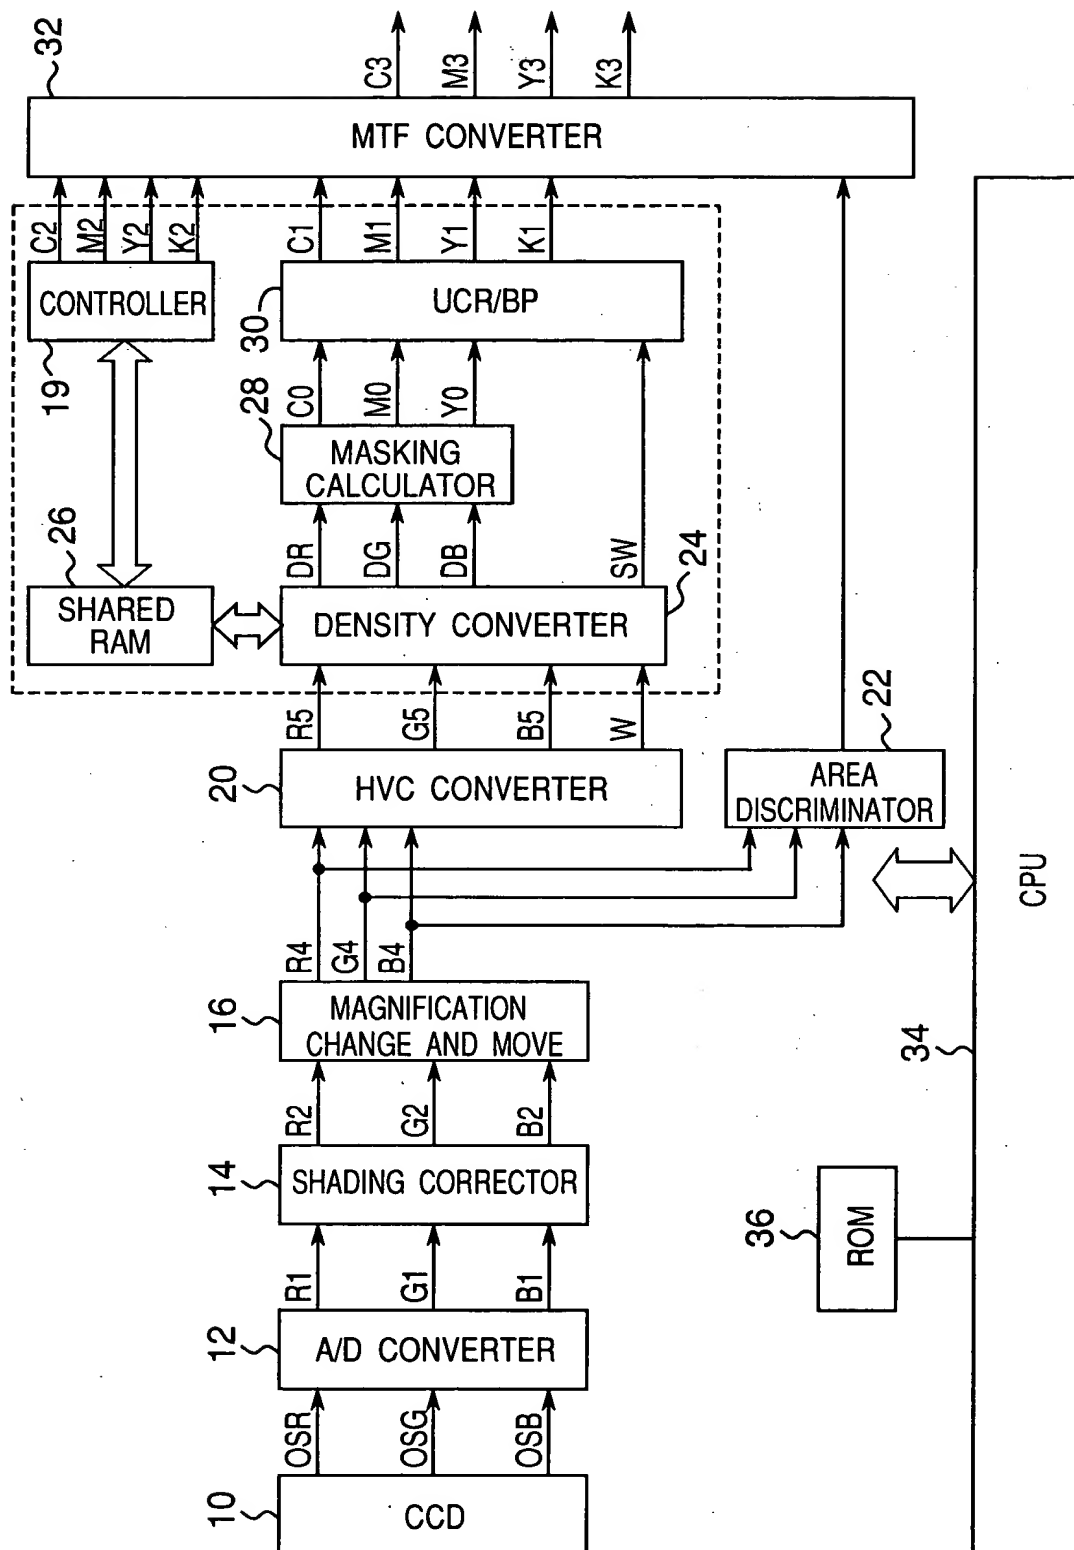 32
MTF CONVERTER
C3
M3
Y3
K3
C2
M2
Y2
K2
C1
M1
Y1
K1
CONTROLLER
19
UCR/BP
30
C0
M0
Y0
28
MASKING
CALCULATOR
26
SHARED
RAM
DR
DG
DB
SW
DENSITY CONVERTER
24
R5
G5
B5
W
20
HVC CONVERTER
22
AREA
DISCRIMINATOR
R4
G4
B4
16
MAGNIFICATION
CHANGE AND MOVE
R2
G2
B2
14
SHADING CORRECTOR
R1
G1
B1
12
A/D CONVERTER
OSR
OSG
OSB
10
CCD
CPU
34
36
ROM